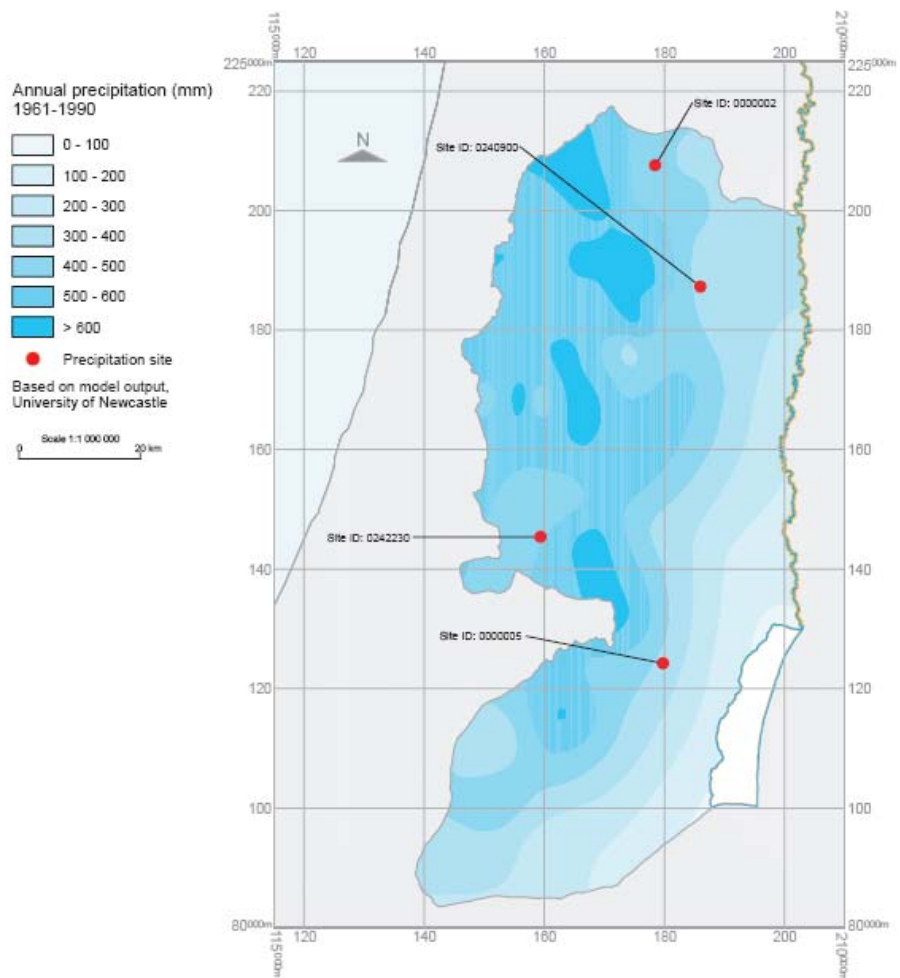 115000m
120
140
160
180
200
210000m
225000m
225000m
Annual precipitation (mm)
1961-1990
0 - 100
100 - 200
200 - 300
300 - 400
400 - 500
500 - 600
> 600
Precipitation site
Based on model output,
University of Newcastle
Scale 1:1 000 000
0 20 km
N
Site ID: 0000002
Site ID: 0240900
Site ID: 0242230
Site ID: 0000005
220
200
180
160
140
120
100
80000m
220
200
180
160
140
120
100
80000m
115000m
120
140
160
180
200
210000m